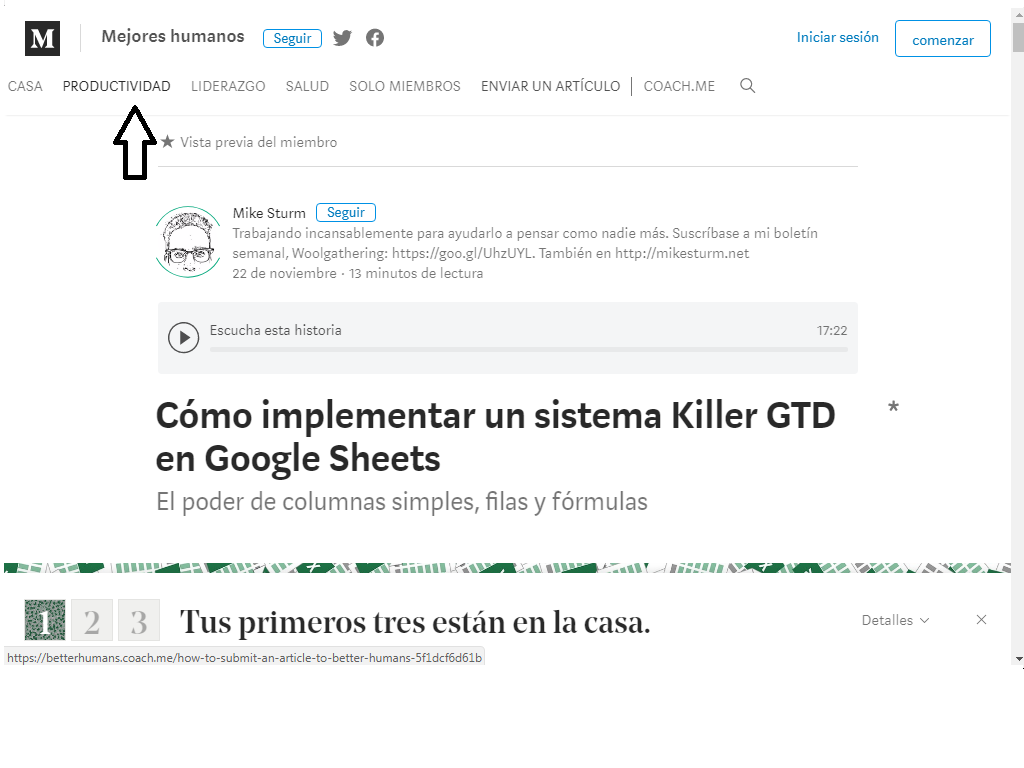 M Mejores humanos Seguir Iniciar sesión comenzar
CASA PRODUCTIVIDAD LIDERAZGO SALUD SOLO MIEMBROS ENVIAR UN ARTÍCULO COACH.ME
★ Vista previa del miembro
Mike Sturm Seguir
Trabajando incansablemente para ayudarlo a pensar como nadie más. Suscríbase a mi boletín
semanal, Woolgathering: https://goo.gl/UhzUYL. También en http://mikesturm.net
22 de noviembre · 13 minutos de lectura
Escucha esta historia 17:22
Cómo implementar un sistema Killer GTD *
en Google Sheets
El poder de columnas simples, filas y fórmulas
1 2 3 Tus primeros tres están en la casa. Detalles
https://betterhumans.coach.me/how-to-submit-an-article-to-better-humans-5f1dcf6d61b